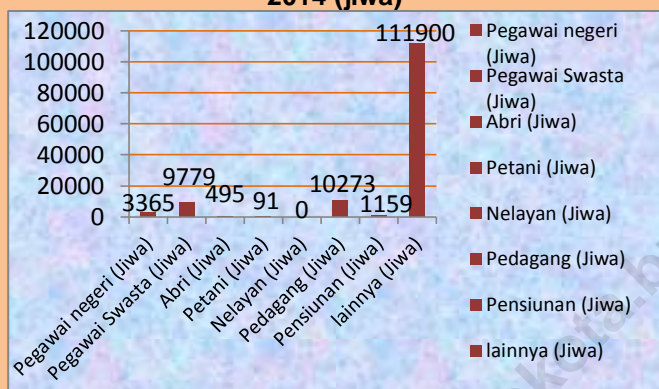 2014 (jiwa)
120000
100000
80000
60000
40000
20000
0
3365
9779
495
91
0
10273
1159
111900
Pegawai negeri (Jiwa)
Pegawai Swasta (Jiwa)
Abri (Jiwa)
Petani (Jiwa)
Nelayan (Jiwa)
Pedagang (Jiwa)
Pensiunan (Jiwa)
lainnya (Jiwa)
Pegawai negeri
(Jiwa)
Pegawai Swasta
(Jiwa)
Abri (Jiwa)
Petani (Jiwa)
Nelayan (Jiwa)
Pedagang (Jiwa)
Pensiunan (Jiwa)
lainnya (Jiwa)
kota.b